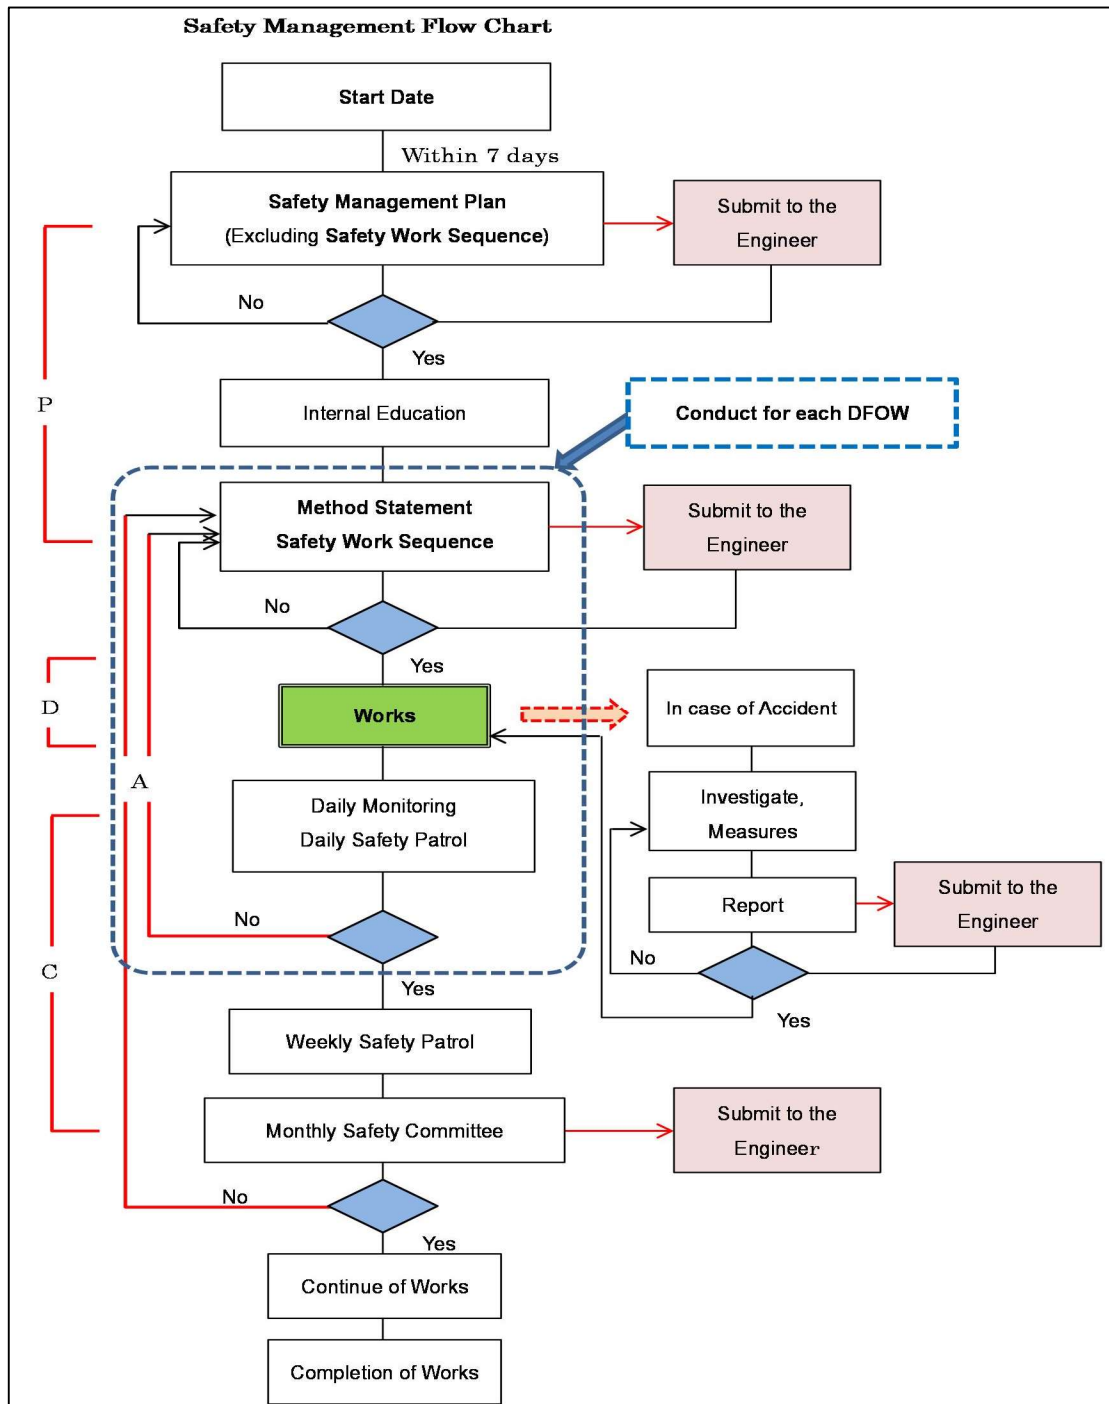 Safety Management Flow Chart
Start Date
Within 7 days
Safety Management Plan
(Excluding Safety Work Sequence)
Submit to the
Engineer
No
Yes
P
Internal Education
Conduct for each DFOW
Method Statement
Safety Work Sequence
Submit to the
Engineer
No
Yes
D
Works
In case of Accident
A
Daily Monitoring
Daily Safety Patrol
Investigate,
Measures
Report
Submit to the
Engineer
No
No
C
Yes
Yes
Weekly Safety Patrol
Monthly Safety Committee
Submit to the
Engineer
No
Yes
Continue of Works
Completion of Works